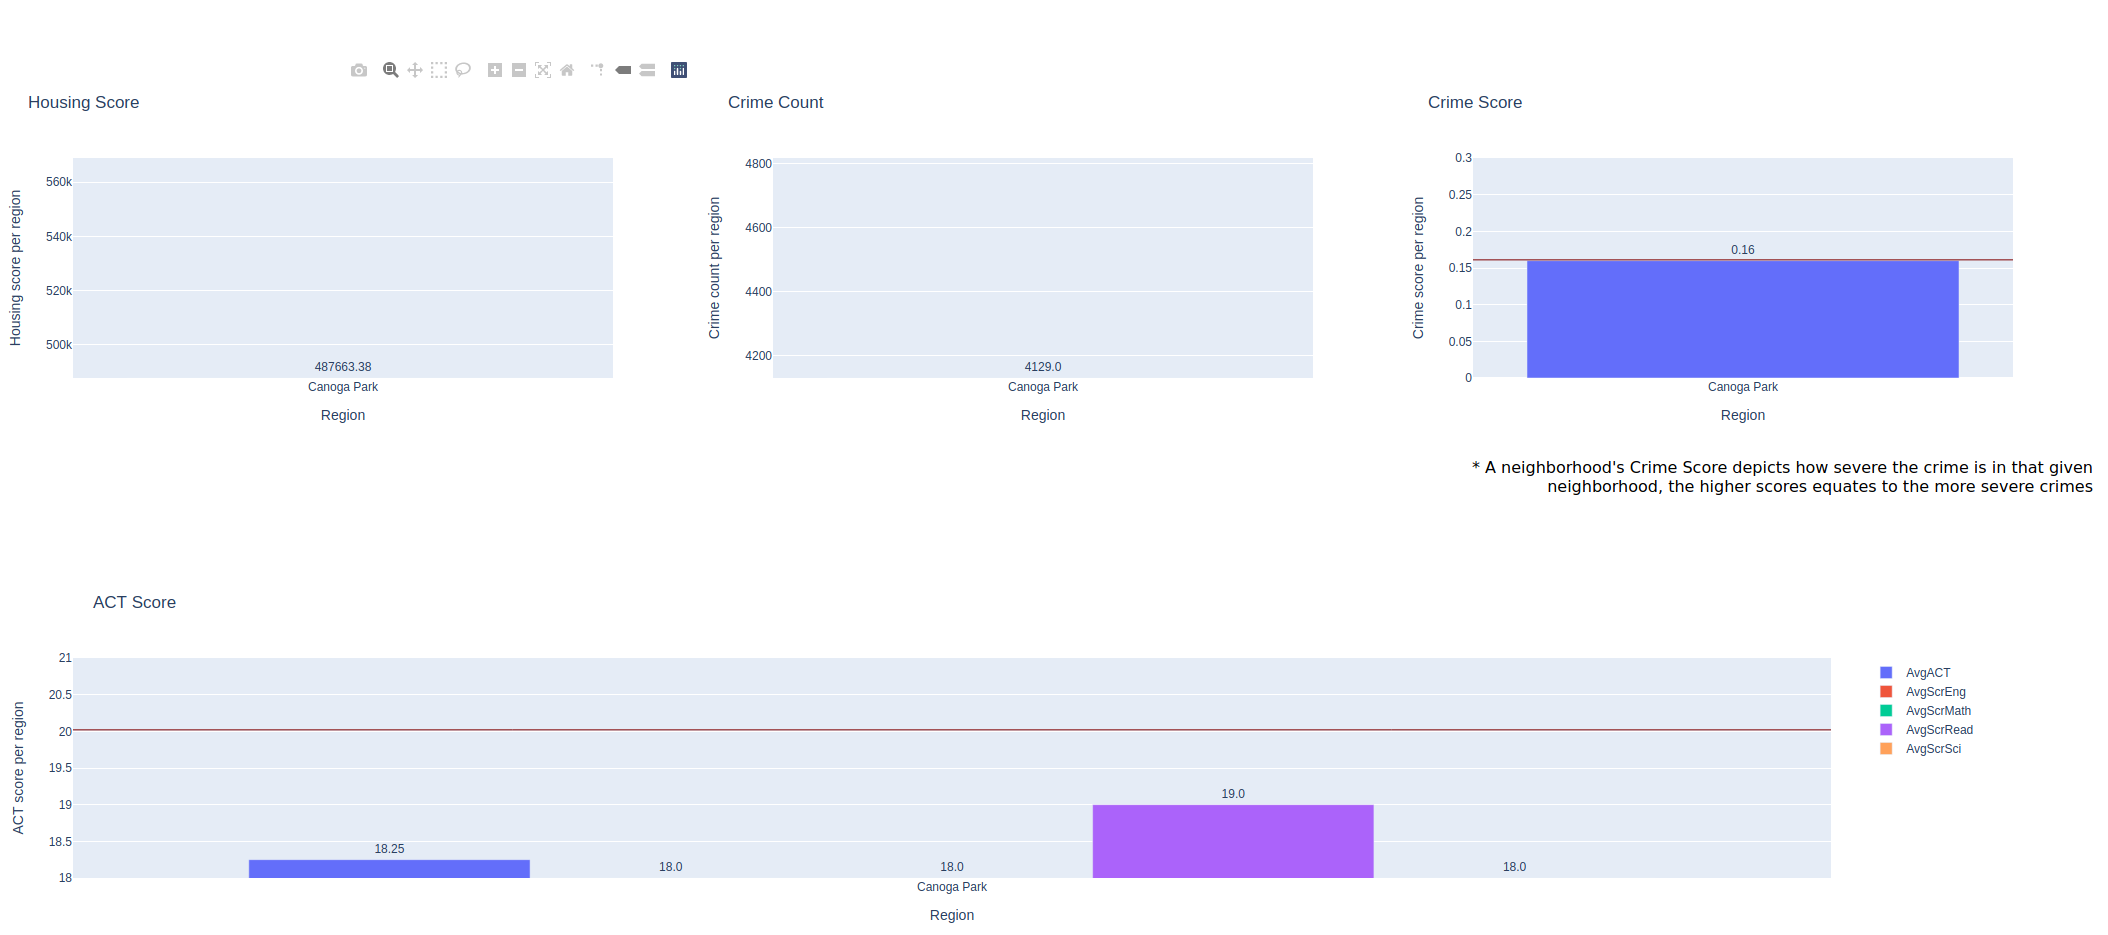 Housing Score
Crime Count
Crime Score
Housing score per region
560k
540k
520k
500k
487663.38
Canoga Park
Region
Crime count per region
4800
4600
4400
4200
4129.0
Canoga Park
Region
Crime score per region
0.3
0.25
0.2
0.15
0.1
0.05
0
0.16
Canoga Park
Region
* A neighborhood's Crime Score depicts how severe the crime is in that given
neighborhood, the higher scores equates to the more severe crimes
ACT Score
ACT score per region
21
20.5
20
19.5
19
18.5
18
18.25
18.0
18.0
19.0
18.0
Canoga Park
Region
AvgACT
AvgScrEng
AvgScrMath
AvgScrRead
AvgScrSci